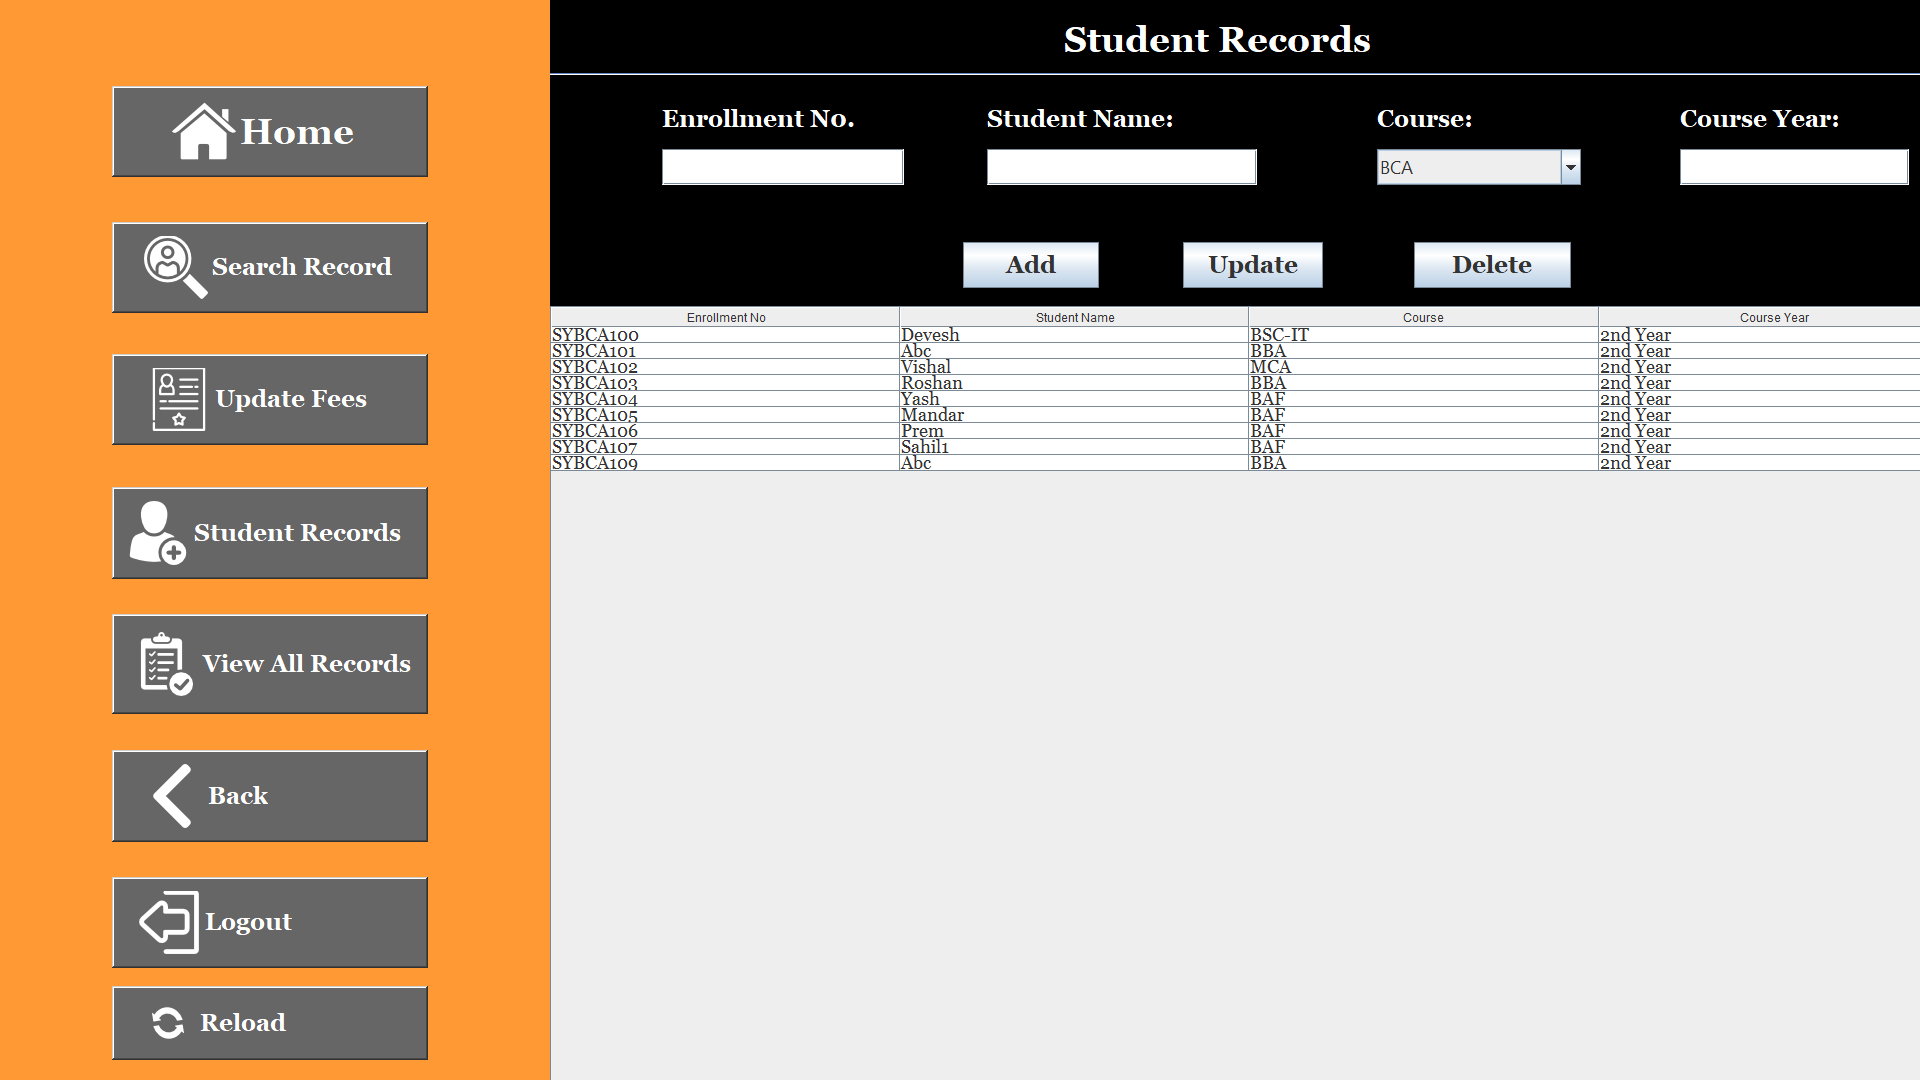 Home
Search Record
Update Fees
Student Records
View All Records
Back
Logout
Reload
Student Records
Enrollment No. Student Name: Course: Course Year:
BCA
Add Update Delete
Enrollment No Student Name Course Course Year
SYBCA100 Devesh BSC-IT 2nd Year
SYBCA101 Abc BBA 2nd Year
SYBCA102 Vishal MCA 2nd Year
SYBCA103 Roshan BBA 2nd Year
SYBCA104 Yash BAF 2nd Year
SYBCA105 Mandar BAF 2nd Year
SYBCA106 Prem BAF 2nd Year
SYBCA107 Sahil1 BAF 2nd Year
SYBCA109 Abc BBA 2nd Year